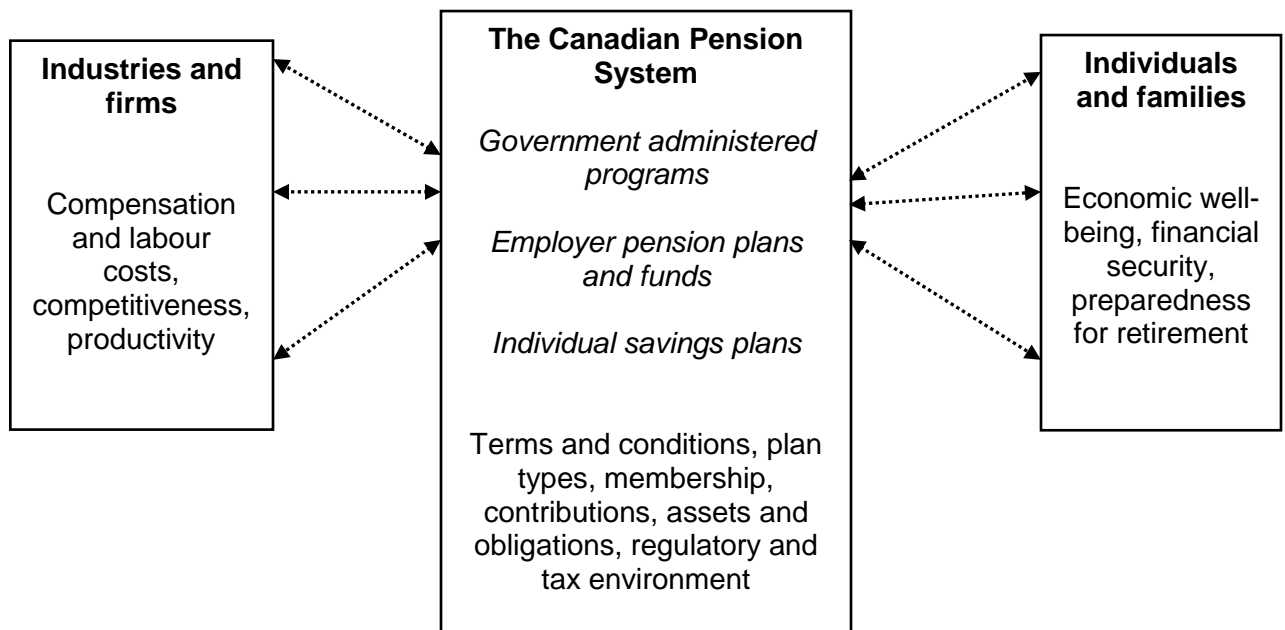 Industries and
firms
Compensation
and labour
costs,
competitiveness,
productivity
The Canadian Pension
System
Government administered
programs
Employer pension plans
and funds
Individual savings plans
Terms and conditions, plan
types, membership,
contributions, assets and
obligations, regulatory and
tax environment
Individuals
and families
Economic well-
being, financial
security,
preparedness
for retirement